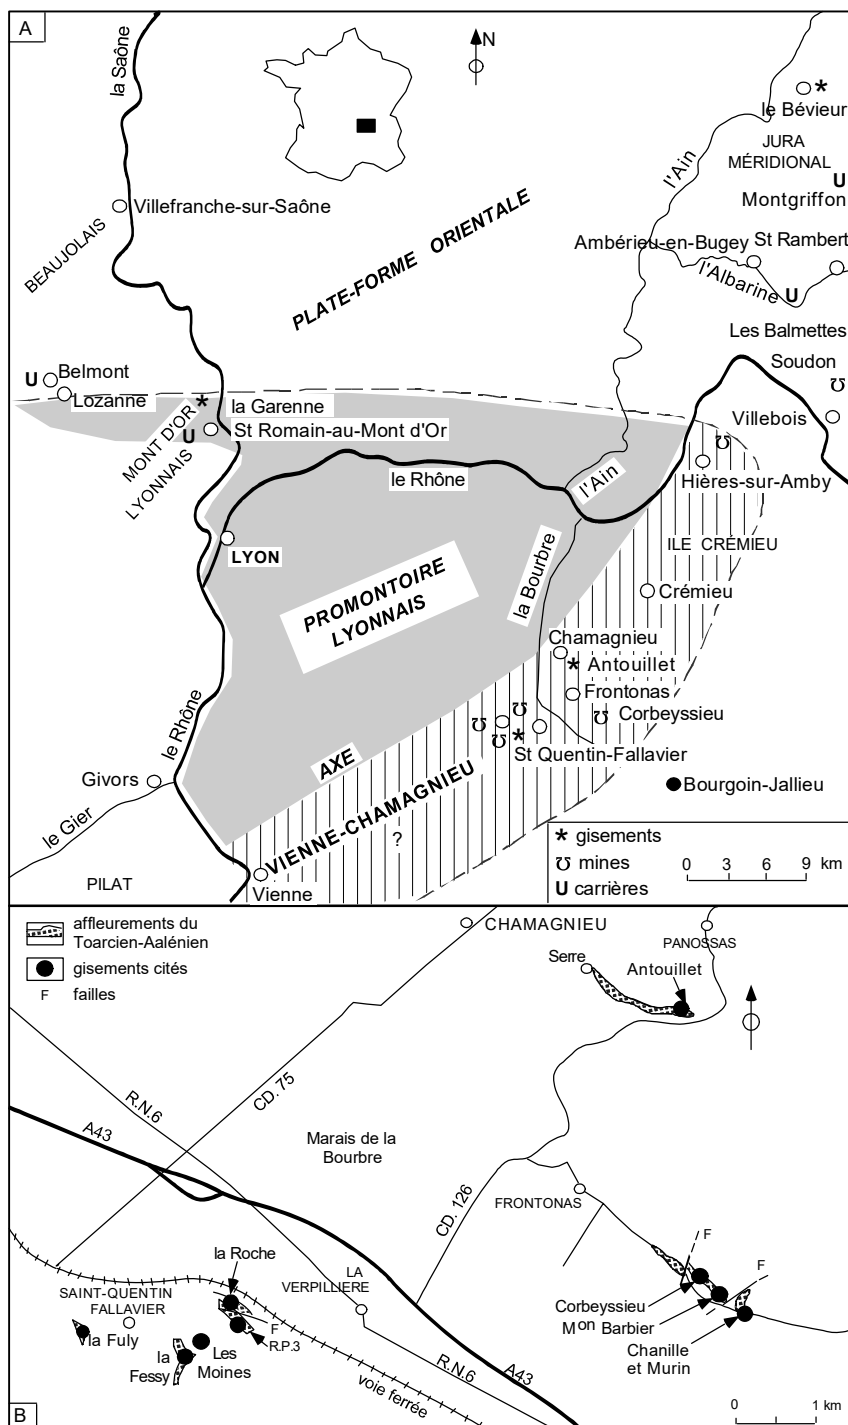 A
la Saône
N
le Bévieur
JURA
MÉRIDIONAL
l'Ain
U
Montgriffon
Villefranche-sur-Saône
BEAUJOLAIS
PLATE-FORME ORIENTALE
Ambérieu-en-Bugey
St Rambert
l'Albarine
U
Les Balmettes
Soudon
U
Belmont
Lozanne
la Garenne
MONT D'OR
LYONNAIS
U
St Romain-au-Mont d'Or
Villebois
le Rhône
l'Ain
Hières-sur-Amby
LYON
la Bourbre
ILE CRÉMIEU
PROMONTOIRE
LYONNAIS
Crémieu
Chamagnieu
Antouillet
Frontonas
Corbeyssieu
le Rhône
St Quentin-Fallavier
AXE
VIENNE-CHAMAGNIEU
Givors
le Gier
Bourgoin-Jallieu
?
PILAT
Vienne
* gisements
mines
U carrières
0 3 6 9 km
affleurements du
Toarcien-Aalénien
gisements cités
F failles
CHAMAGNIEU
PANOSSAS
Serre
Antouillet
R.N.6
CD. 75
A43
Marais de la
Bourbre
CD. 126
FRONTONAS
F
F
la Roche
LA
VERPILLIERE
SAINT-QUENTIN
FALLAVIER
F
R.P.3
la Fuly
la
Fessy
Les
Moines
Corbeyssieu
Mon Barbier
Chanille
et Murin
voie ferrée
R.N.6
A43
B
0 1 km